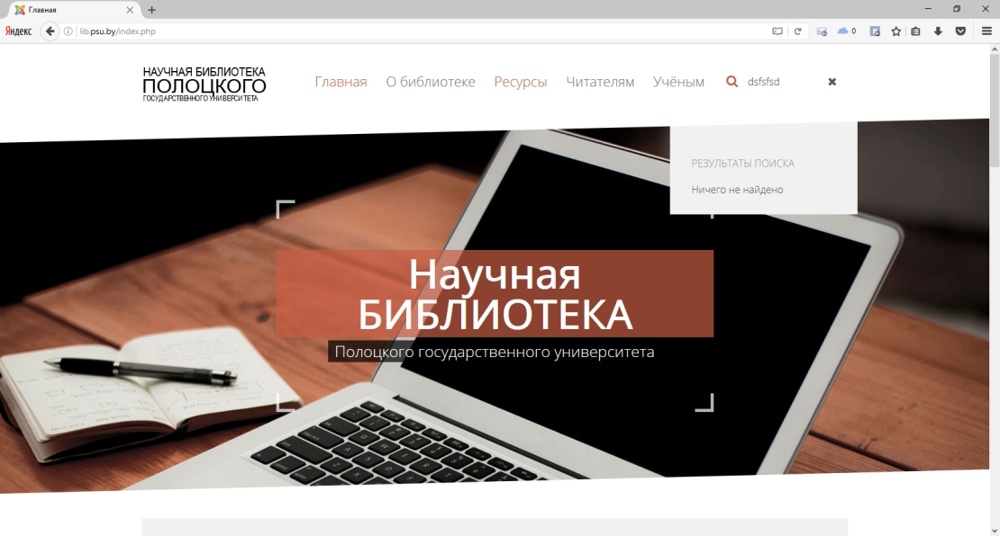 Главная
Яндекс
lib.psu.by/index.php
0
НАУЧНАЯ БИБЛИОТЕКА
ПОЛОЦКОГО
ГОСУДАРСТВЕННОГО УНИВЕРСИТЕТА
Главная О библиотеке Ресурсы Читателям Учёным dsfsfsd
РЕЗУЛЬТАТЫ ПОИСКА
Ничего не найдено
Научная
БИБЛИОТЕКА
Полоцкого государственного университета